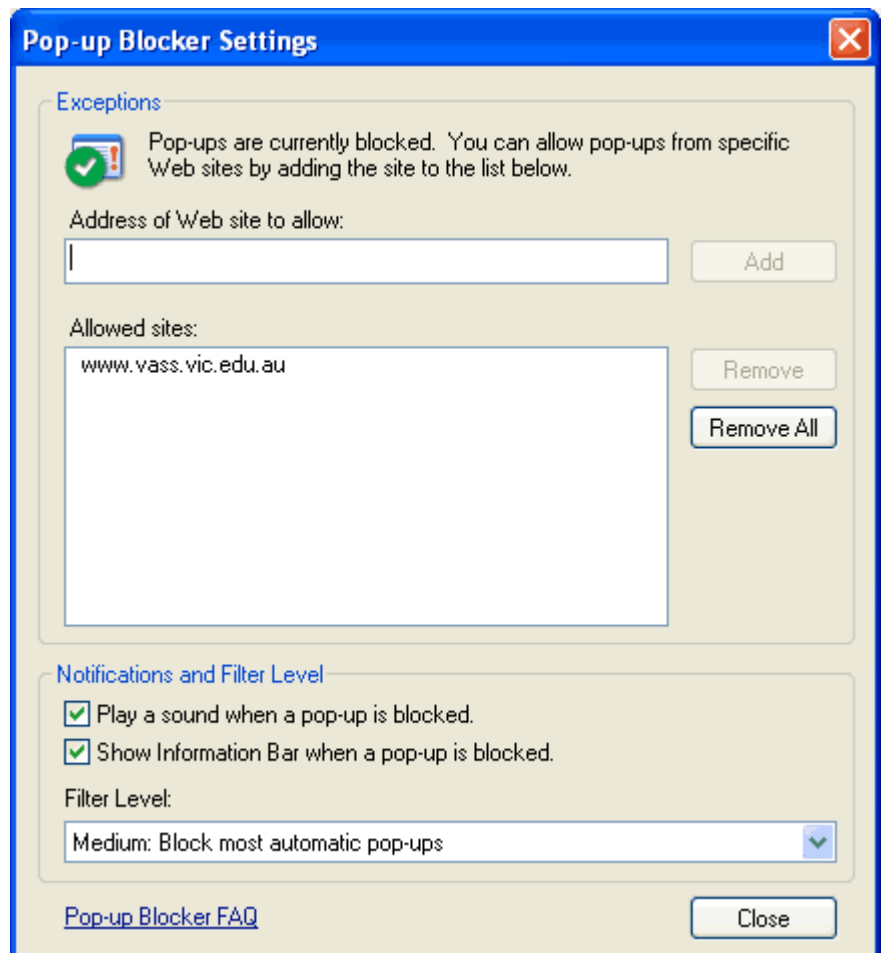 Pop-up Blocker Settings
Exceptions
Pop-ups are currently blocked.  You can allow pop-ups from specific
Web sites by adding the site to the list below.
Address of Web site to allow:
Add
Allowed sites:
www.vass.vic.edu.au
Remove
Remove All
Notifications and Filter Level
Play a sound when a pop-up is blocked.
Show Information Bar when a pop-up is blocked.
Filter Level:
Medium: Block most automatic pop-ups
Pop-up Blocker FAQ
Close